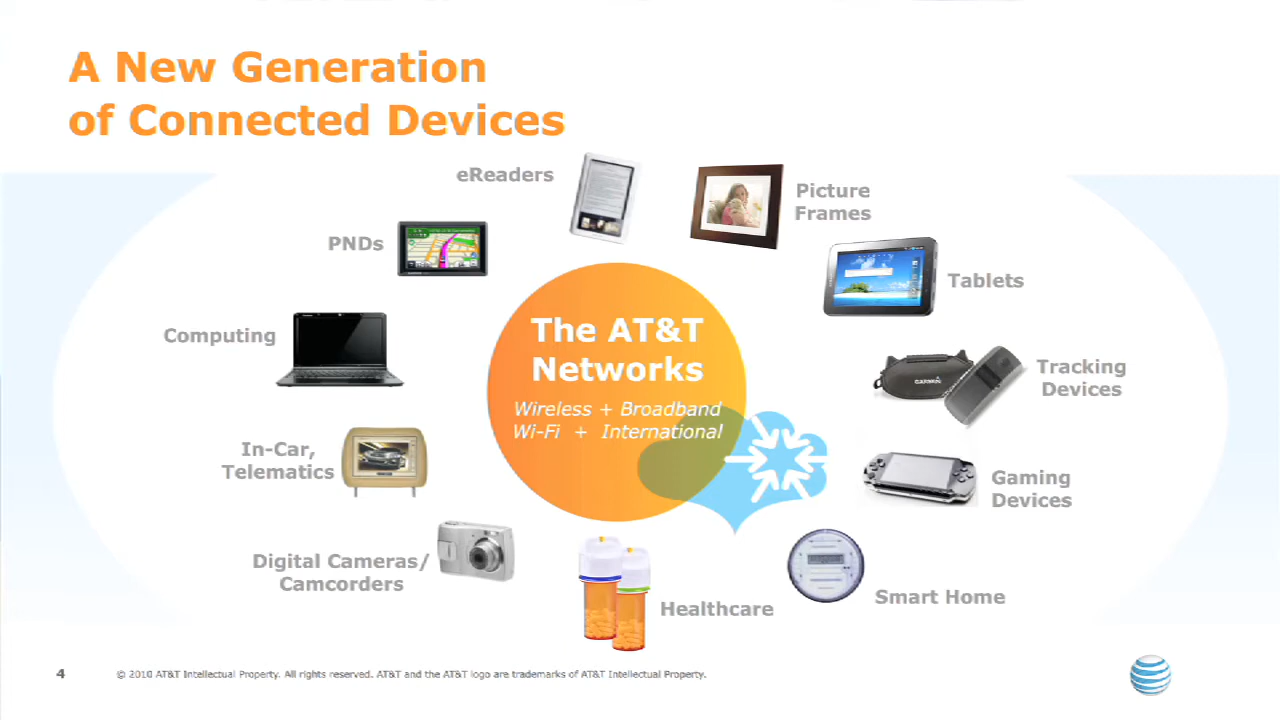 A New Generation
of Connected Devices
eReaders
Picture
Frames
PNDs
Tablets
Computing
The AT&T
Networks
Wireless + Broadband
Wi-Fi + International
Tracking
Devices
GARMIN
In-Car,
Telematics
Gaming
Devices
Digital Cameras/
Camcorders
Healthcare
Smart Home
4
© 2010 AT&T Intellectual Property. All rights reserved. AT&T and the AT&T logo are trademarks of AT&T Intellectual Property.